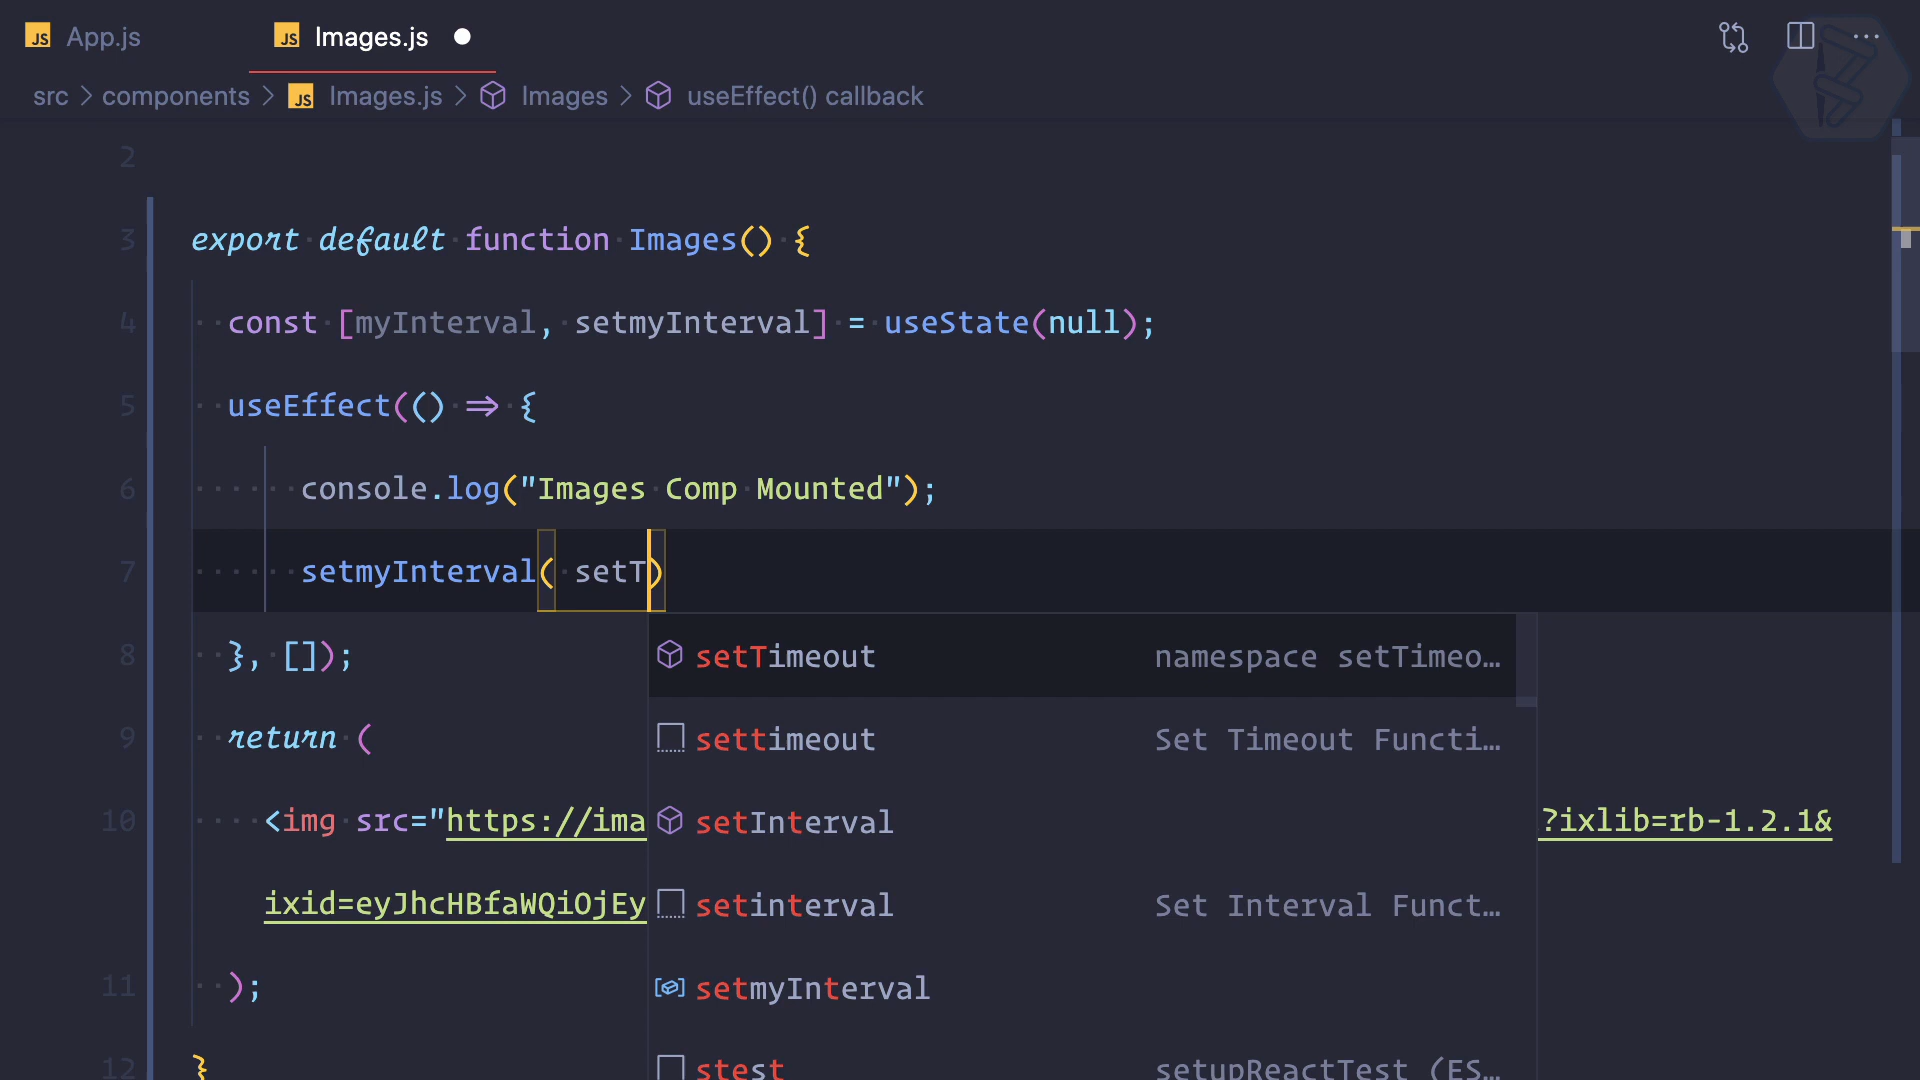 JS App.js
JS Images.js
src > components > JS Images.js > Images > useEffect() callback
2
3 export default function Images() {
4 const [myInterval, setmyInterval] = useState(null);
5 useEffect(() => {
6 console.log("Images Comp Mounted");
7 setmyInterval( setT)
8 }, []);
setTimeout namespace setTimeo…
9 return (
settimeout Set Timeout Functi…
10 <img src="https://ima
setInterval
?ixlib=rb-1.2.1&
ixid=eyJhcHBfaWQiOjEy
setinterval Set Interval Funct…
11 );
setmyInterval
12 }
stest setupReactTest (ES…